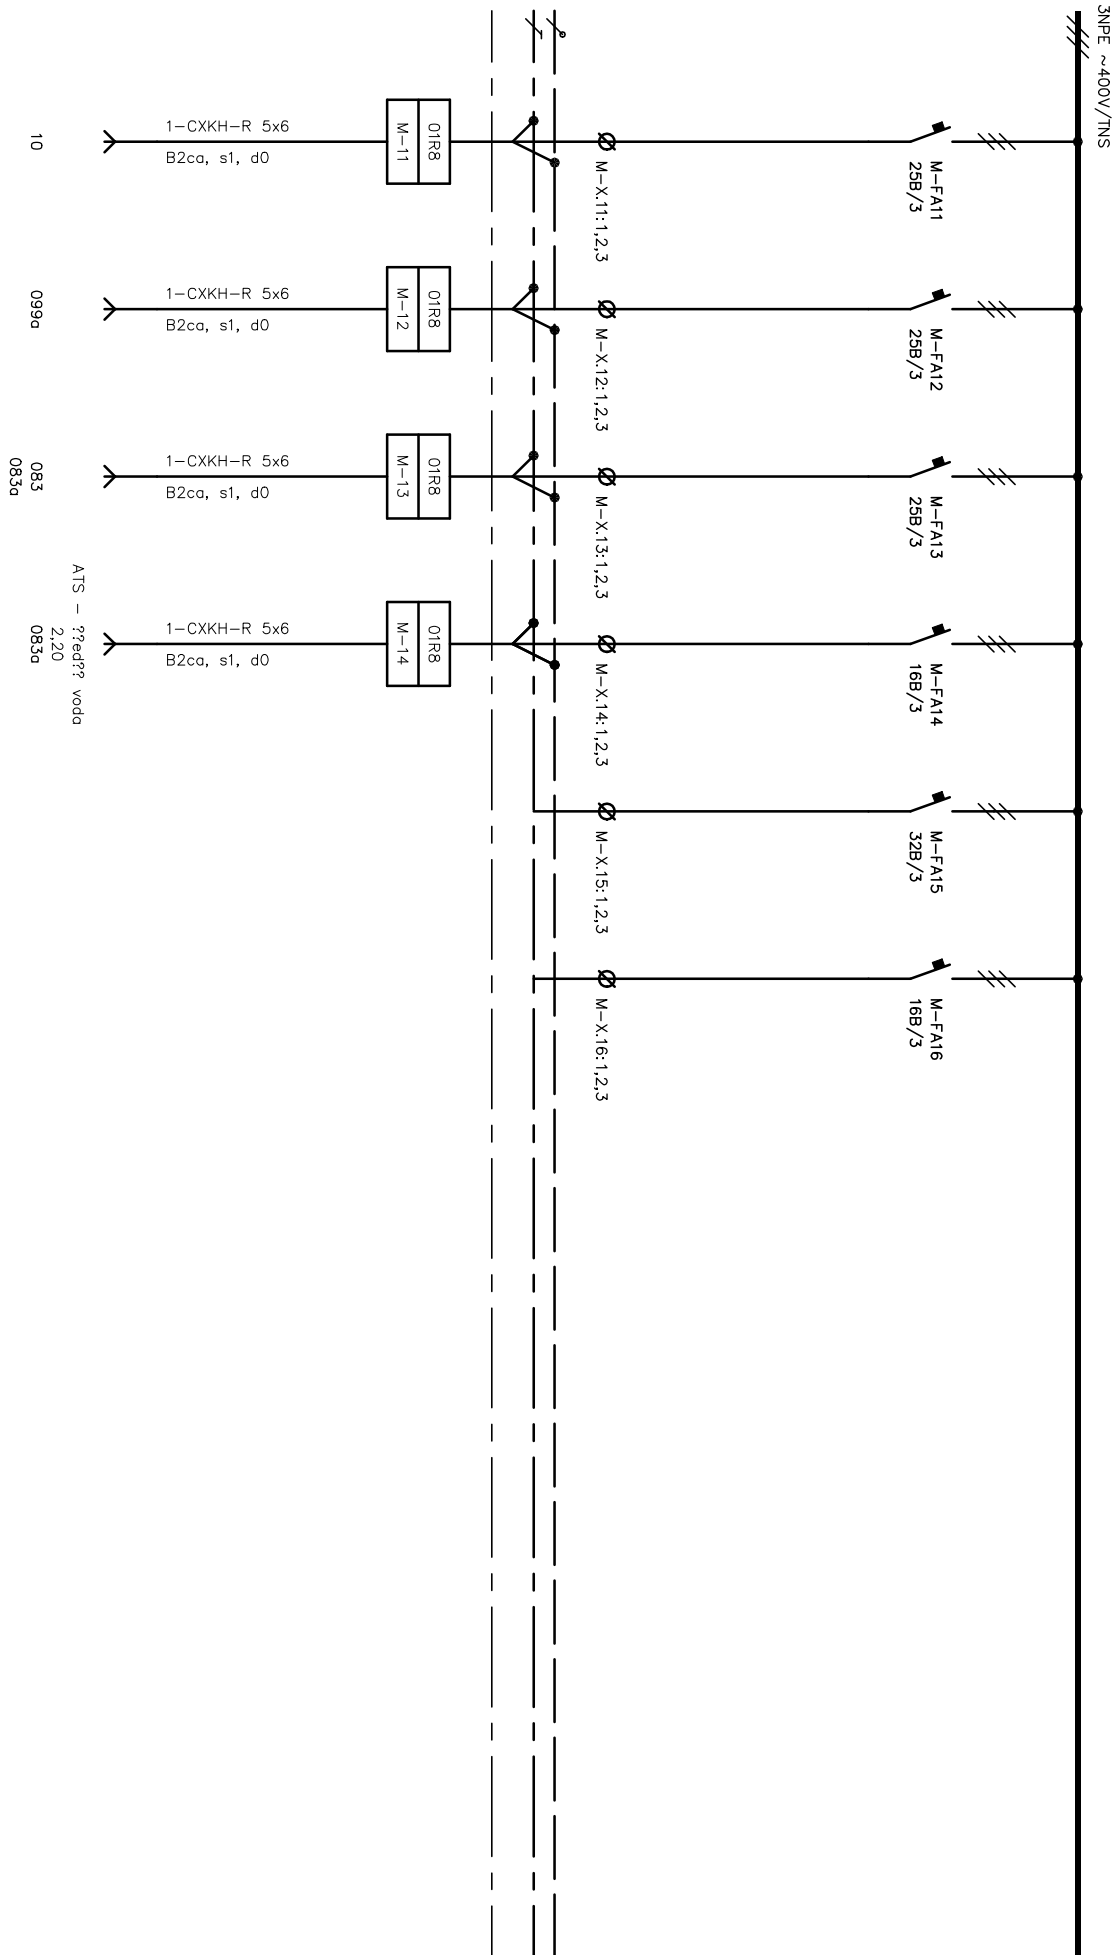 3NPE ~400V/TNS
M-FA11
25B/3
M-X.11:1,2,3
01R8
M-11
1-CXKH-R 5x6
B2ca, s1, d0
10
M-FA12
25B/3
M-X.12:1,2,3
01R8
M-12
1-CXKH-R 5x6
B2ca, s1, d0
099a
M-FA13
25B/3
M-X.13:1,2,3
01R8
M-13
1-CXKH-R 5x6
B2ca, s1, d0
083
083a
M-FA14
16B/3
M-X.14:1,2,3
01R8
M-14
1-CXKH-R 5x6
B2ca, s1, d0
ATS - ??ed?? voda
2,20
083a
M-FA15
32B/3
M-X.15:1,2,3
M-FA16
16B/3
M-X.16:1,2,3